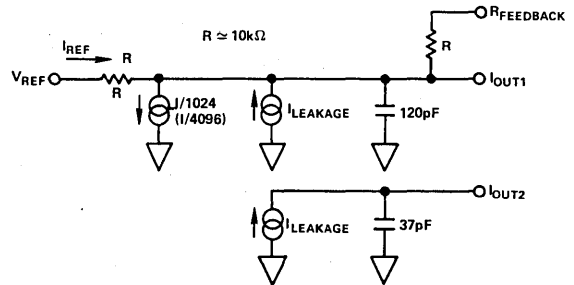 R_FEEDBACK
I_REF
R
R ≃ 10kΩ
R
V_REF
R
I_OUT1
I/1024
(I/4096)
I_LEAKAGE
120pF
I_OUT2
I_LEAKAGE
37pF